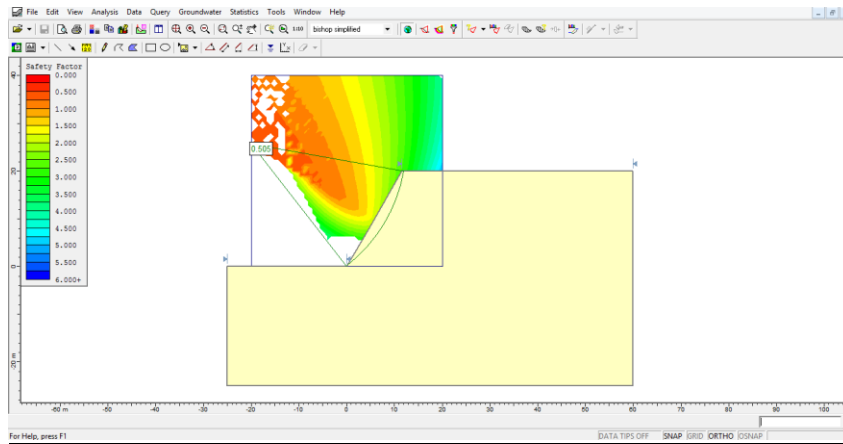 File Edit View Analysis Data Query Groundwater Statistics Tools Window Help
1:10 bishop simplified
Safety Factor
0.000
0.500
1.000
1.500
2.000
2.500
3.000
3.500
4.000
4.500
5.000
5.500
6.000+
40
20
0
-20 m
0.505
-60 m -50 -40 -30 -20 -10 0 10 20 30 40 50 60 70 80 90 100
For Help, press F1
DATA TIPS OFF SNAP GRID ORTHO OSNAP